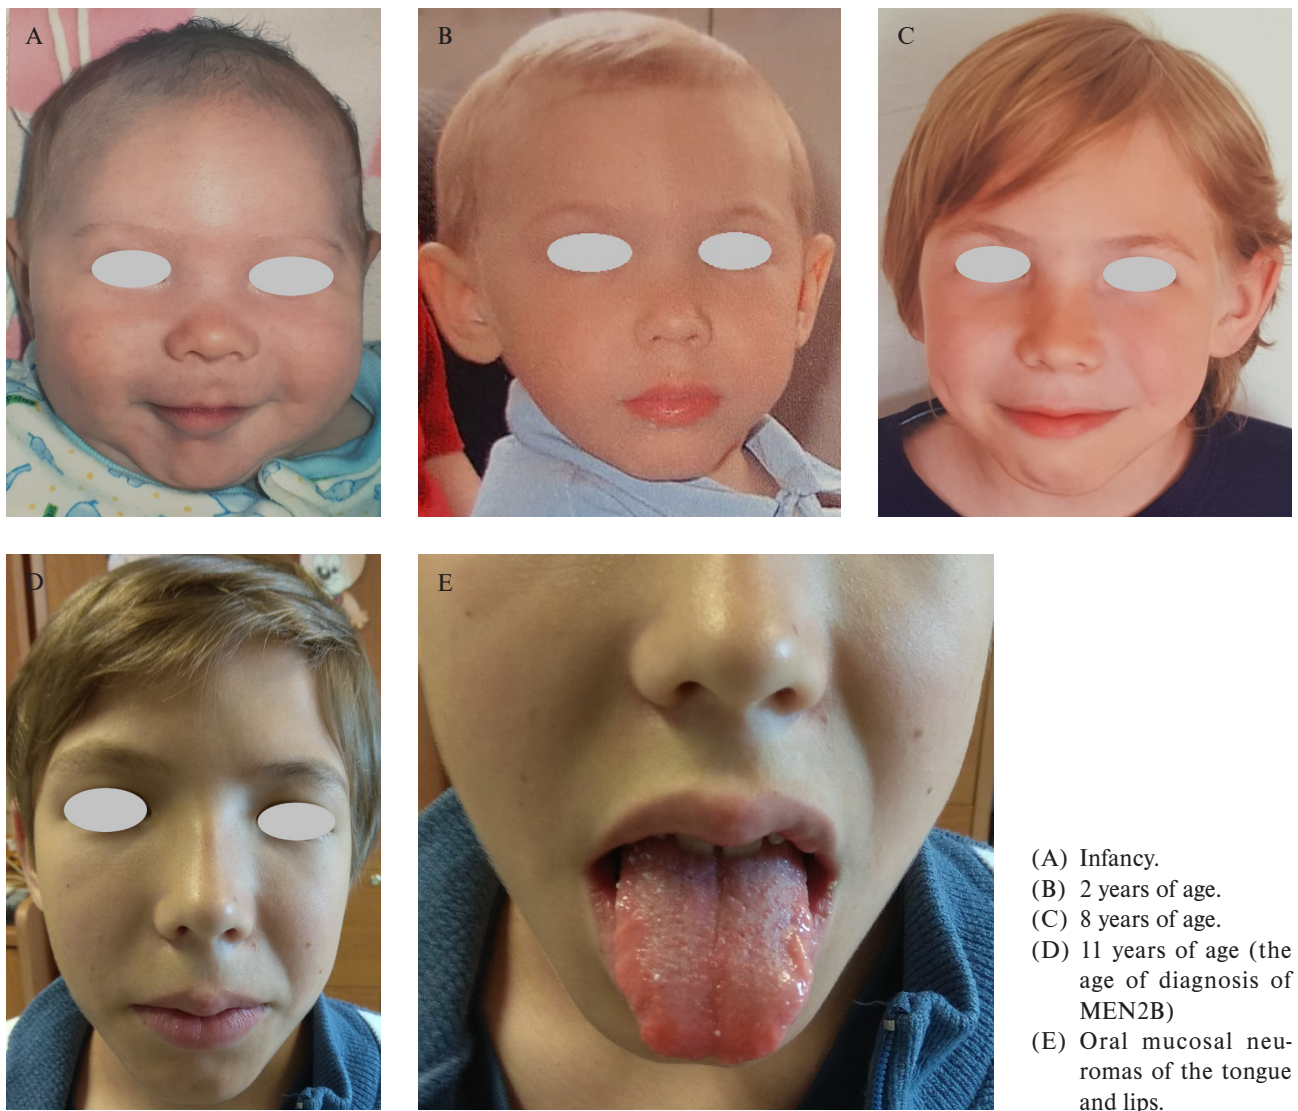 A
B
C
D
E
(A) Infancy.
(B) 2 years of age.
(C) 8 years of age.
(D) 11 years of age (the
age of diagnosis of
MEN2B)
(E) Oral mucosal neu-
romas of the tongue
and lips.